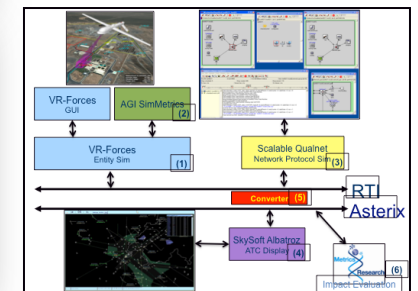 VR-Forces
GUI
AGI SimMetrics
(2)
VR-Forces
Entity Sim
(1)
Scalable Qualnet
Network Protocol Sim
(3)
Converter
(5)
RTI
Asterix
SkySoft Albatroz
ATC Display
(4)
Metrics
Research
(6)
Impact Evaluation